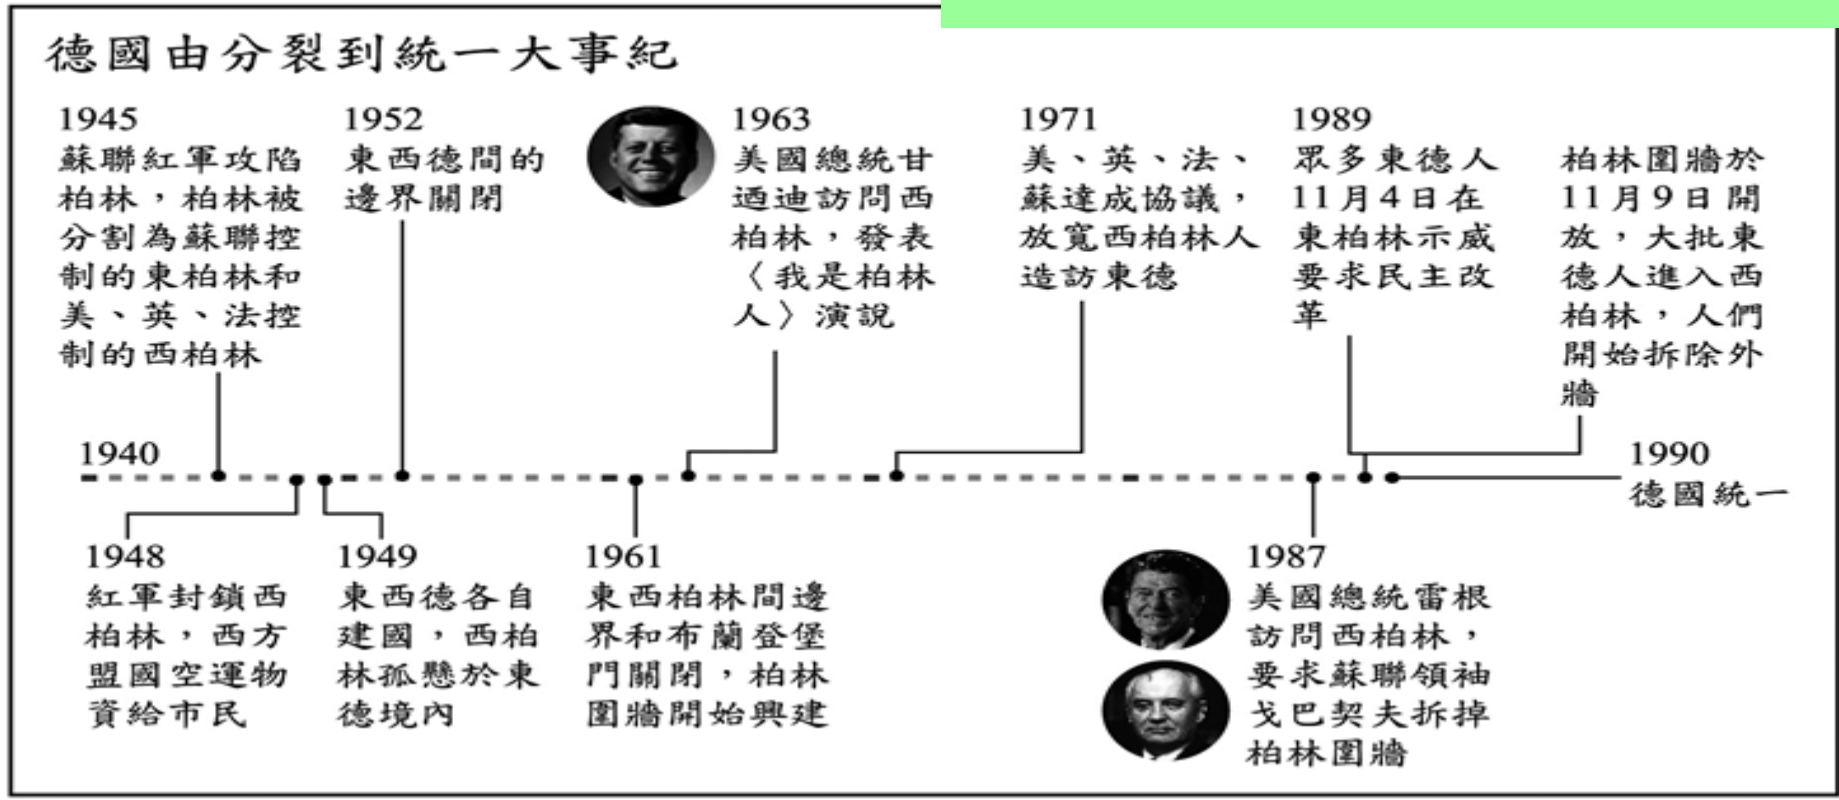 德國由分裂到統一大事紀
1945
蘇聯紅軍攻陷
柏林，柏林被
分割為蘇聯控
制的東柏林和
美、英、法控
制的西柏林
1952
東西德間的
邊界關閉
1963
美國總統甘
迺迪訪問西
柏林，發表
〈我是柏林
人〉演說
1971
美、英、法、
蘇達成協議，
放寬西柏林人
造訪東德
1989
眾多東德人
11月4日在
東柏林示威
要求民主改
革
柏林圍牆於
11月9日開
放，大批東
德人進入西
柏林，人們
開始拆除外
牆
1940
1990
德國統一
1948
紅軍封鎖西
柏林，西方
盟國空運物
資給市民
1949
東西德各自
建國，西柏
林孤懸於東
德境內
1961
東西柏林間邊
界和布蘭登堡
門關閉，柏林
圍牆開始興建
1987
美國總統雷根
訪問西柏林，
要求蘇聯領袖
戈巴契夫拆掉
柏林圍牆